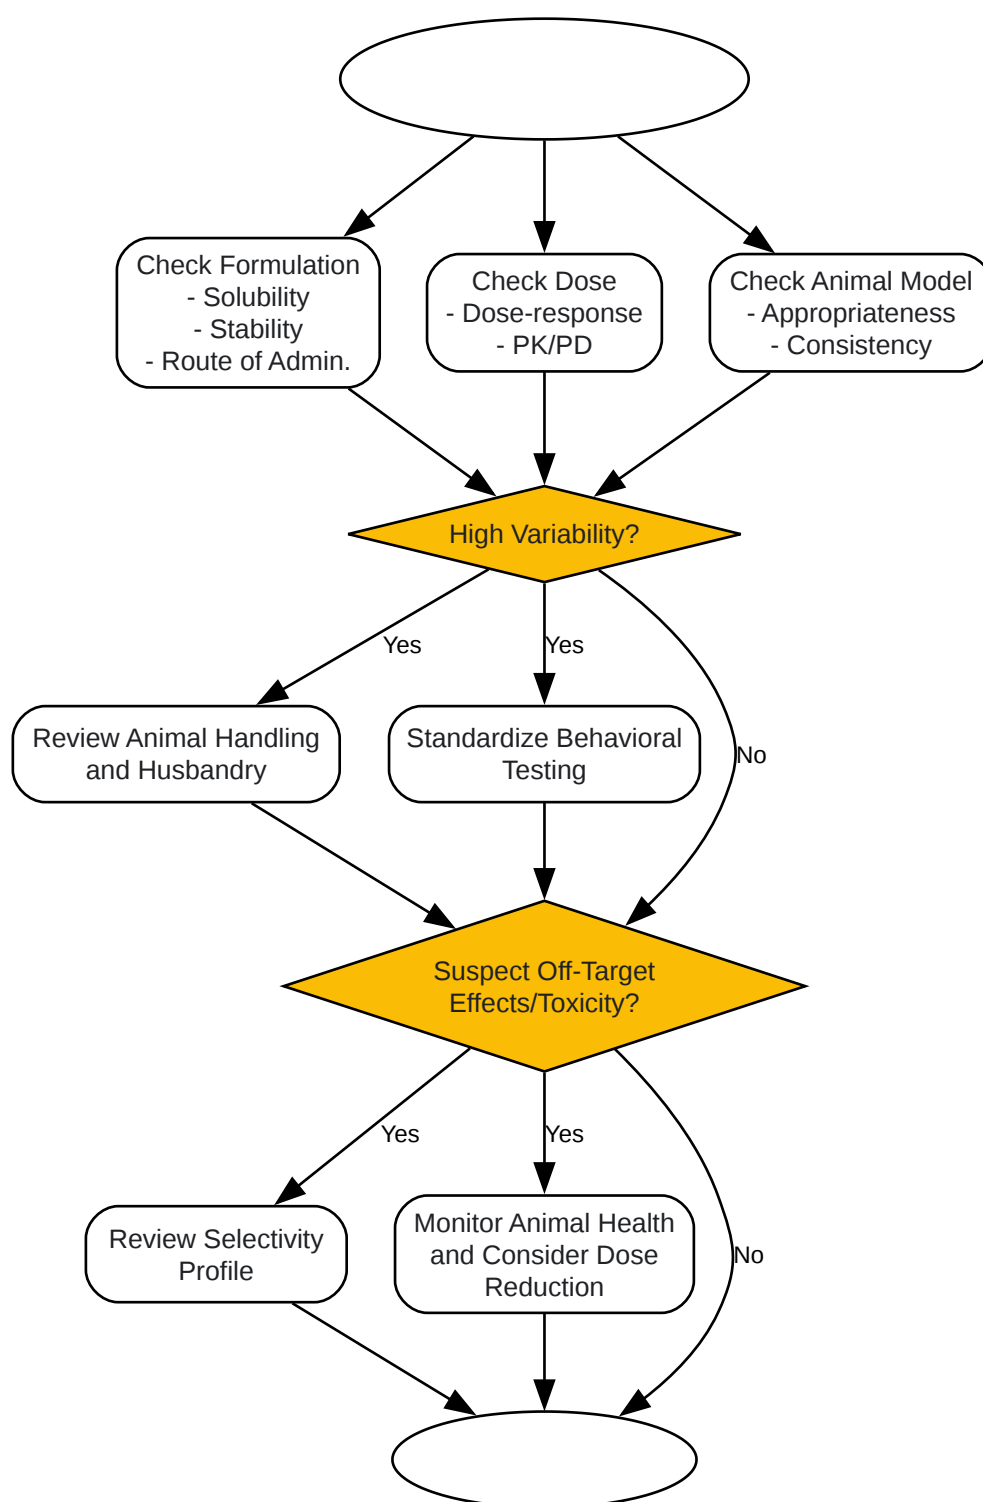 Check Formulation
- Solubility
- Stability
- Route of Admin.
Check Dose
- Dose-response
- PK/PD
Check Animal Model
- Appropriateness
- Consistency
High Variability?
Yes
Yes
No
Review Animal Handling
and Husbandry
Standardize Behavioral
Testing
Suspect Off-Target
Effects/Toxicity?
Yes
Yes
No
Review Selectivity
Profile
Monitor Animal Health
and Consider Dose
Reduction